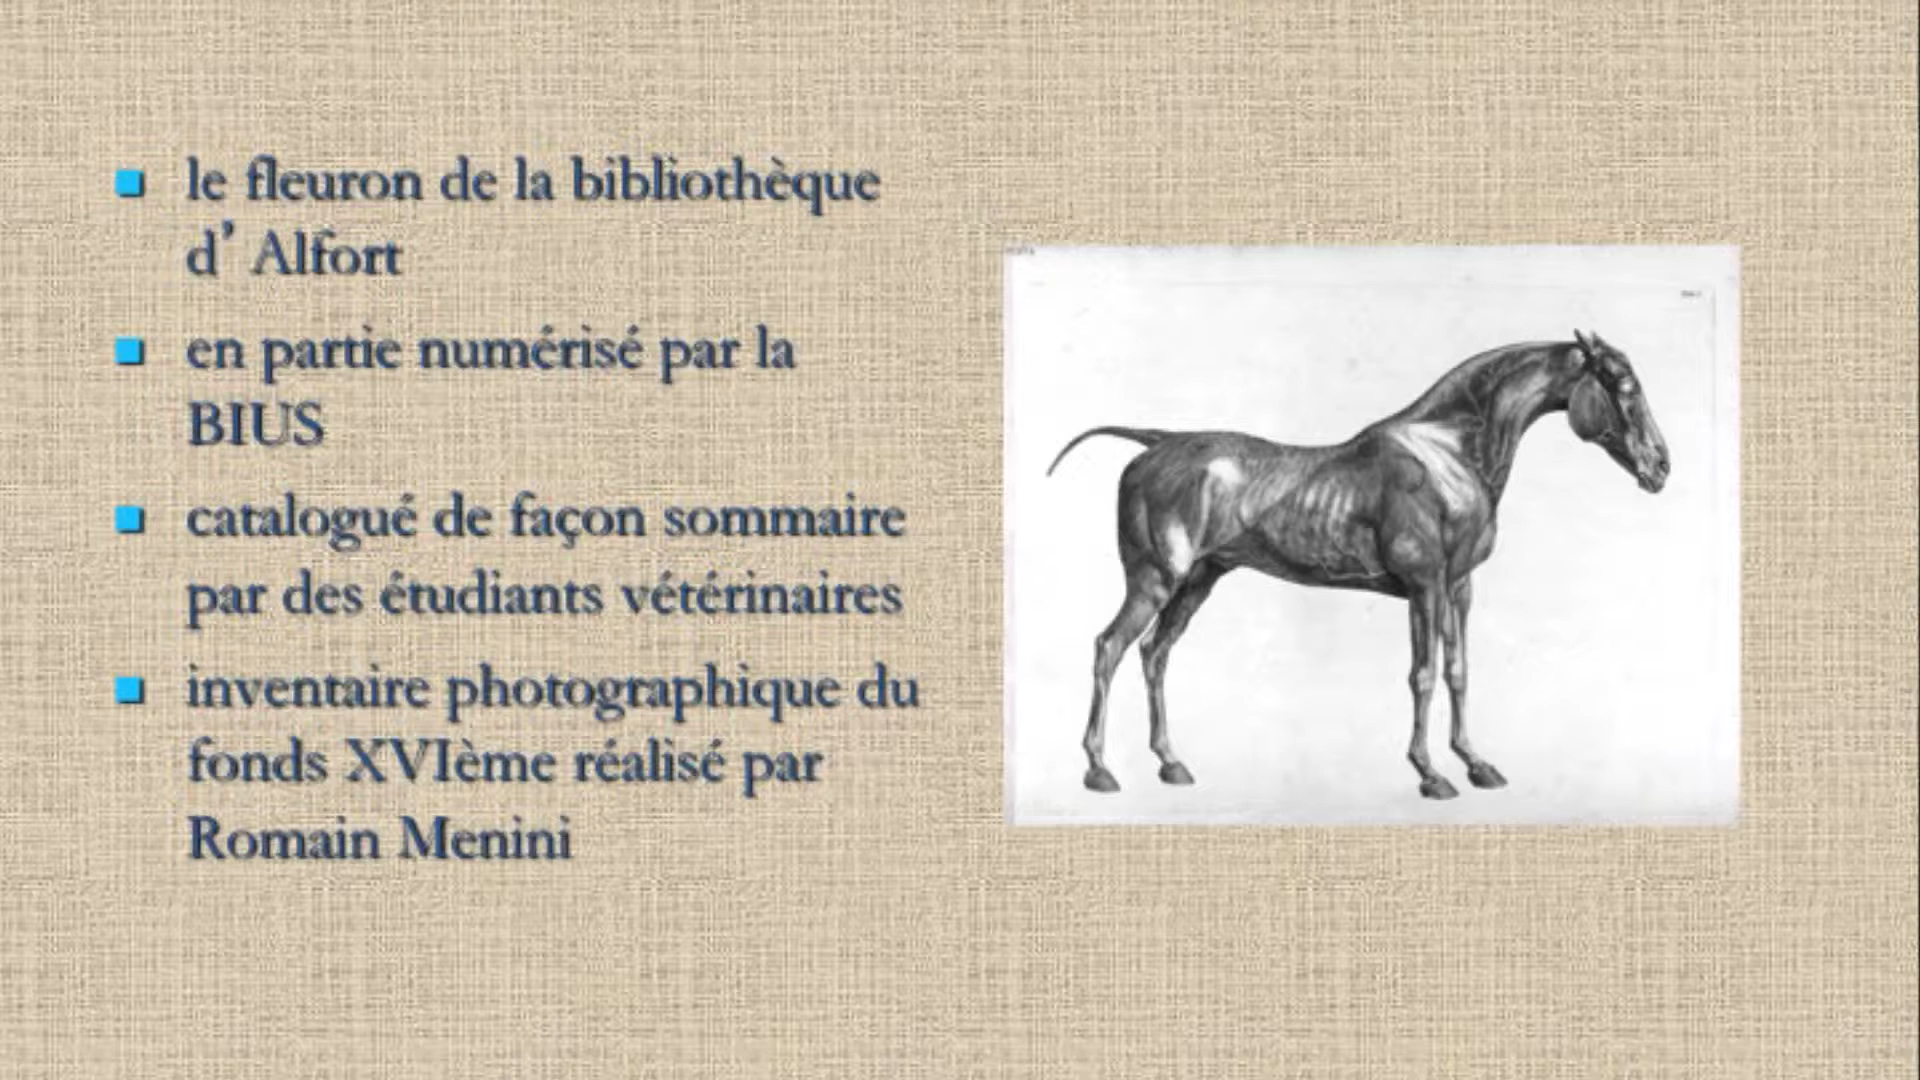 le fleuron de la bibliothèque
d’ Alfort
en partie numérisé par la
BIUS
catalogué de façon sommaire
par des étudiants vétérinaires
inventaire photographique du
fonds XVIème réalisé par
Romain Menini